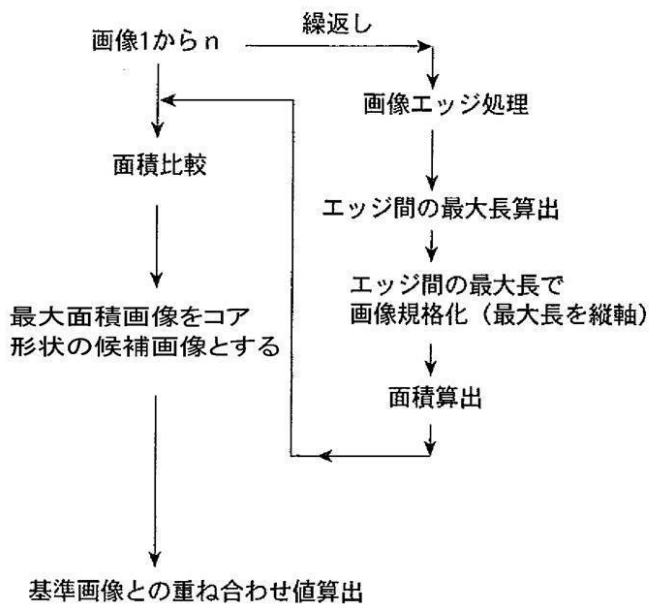 画像1からn
繰返し
画像エッジ処理
面積比較
エッジ間の最大長算出
エッジ間の最大長で
画像規格化（最大長を縦軸）
最大面積画像をコア
形状の候補画像とする
面積算出
基準画像との重ね合わせ値算出